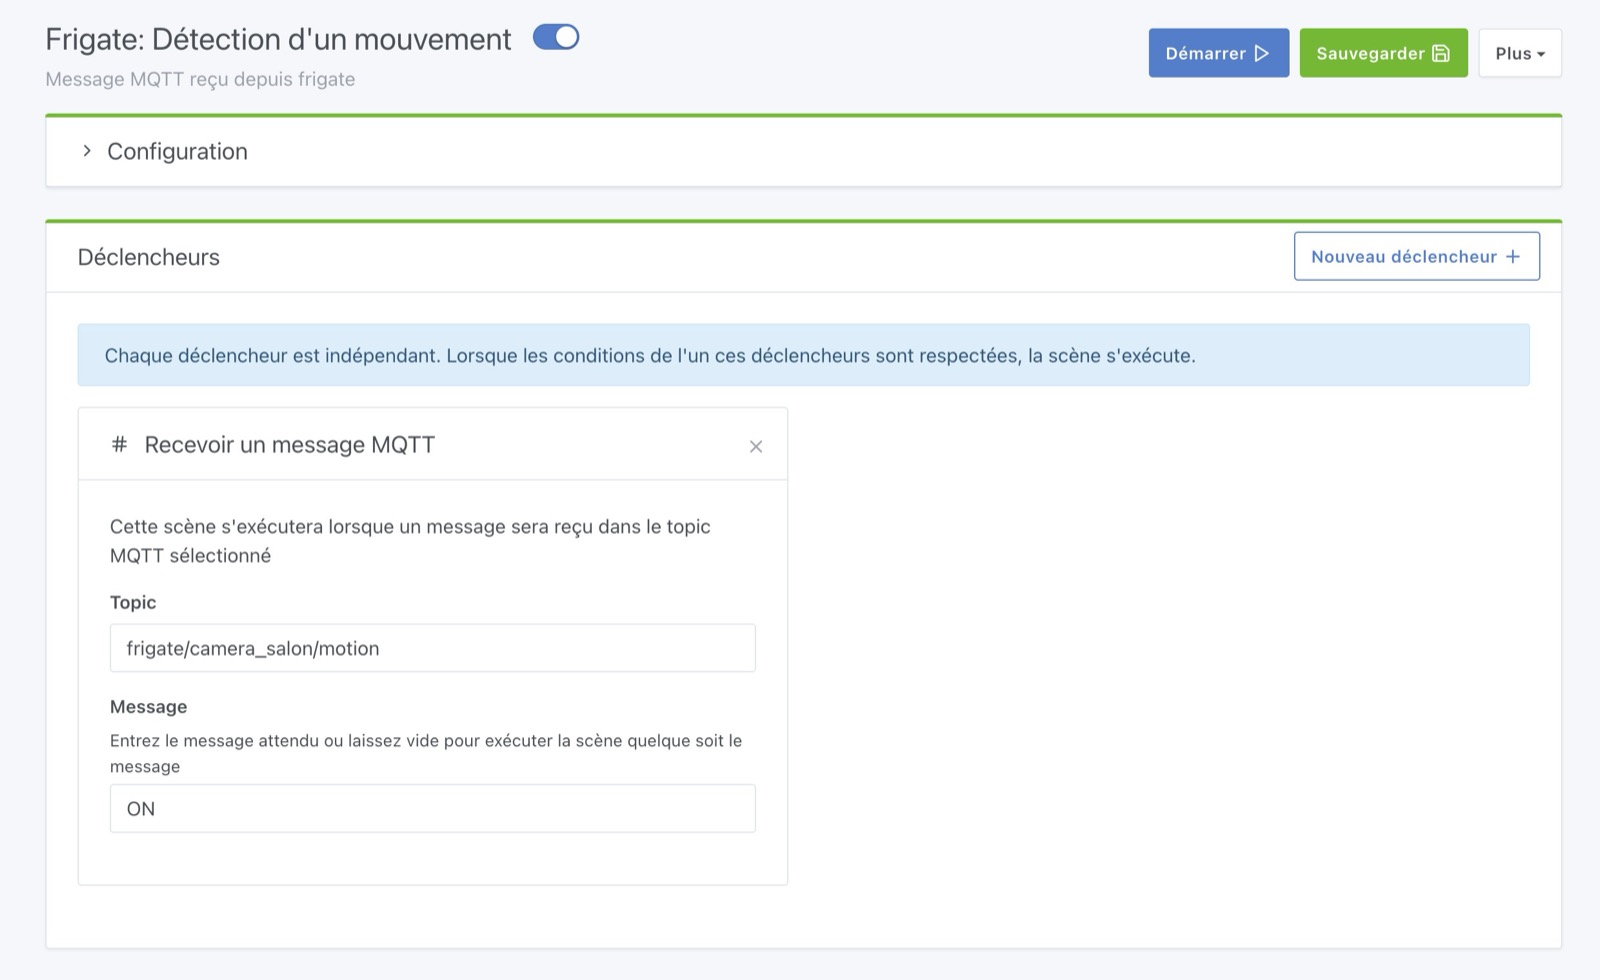 Frigate: Détection d'un mouvement
Démarrer
Sauvegarder
Plus
Message MQTT reçu depuis frigate
Configuration
Déclencheurs
Nouveau déclencheur +
Chaque déclencheur est indépendant. Lorsque les conditions de l'un ces déclencheurs sont respectées, la scène s'exécute.
# Recevoir un message MQTT
Cette scène s'exécutera lorsque un message sera reçu dans le topic
MQTT sélectionné
Topic
frigate/camera_salon/motion
Message
Entrez le message attendu ou laissez vide pour exécuter la scène quelque soit le
message
ON